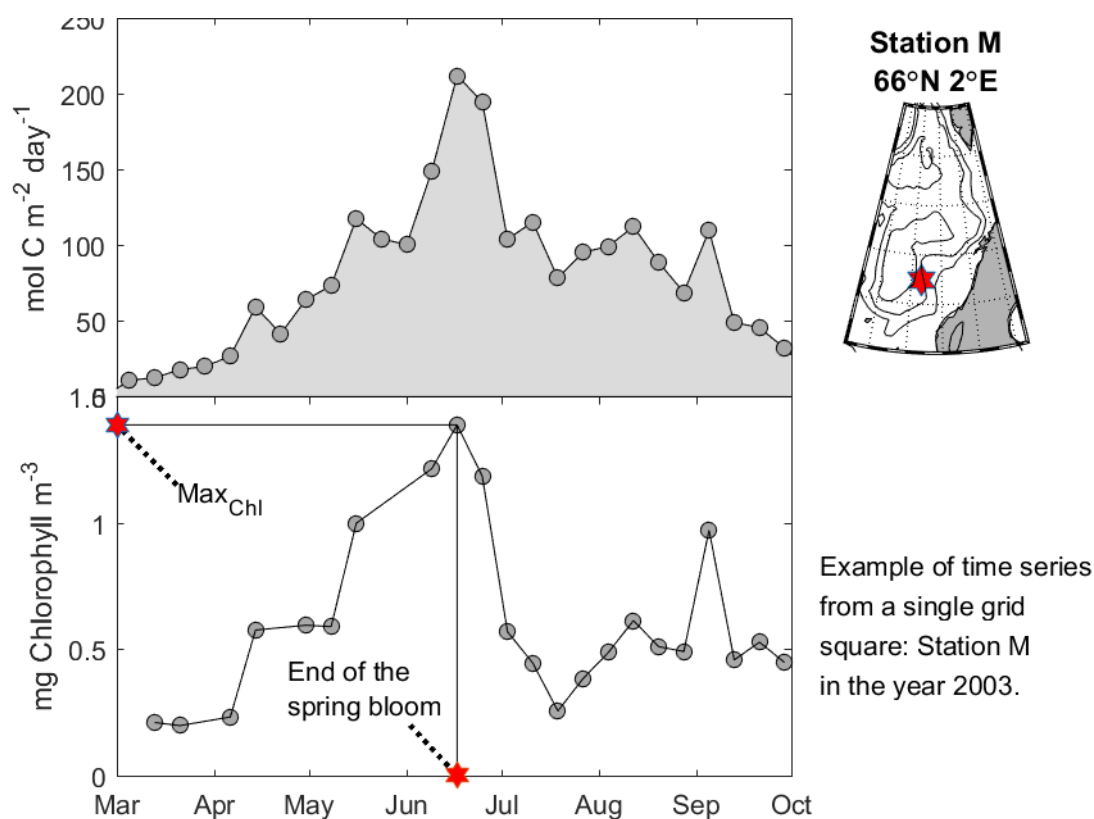 250
200
150
100
50
mol C m-2 day-1
Station M
66°N 2°E
1.5
1
0.5
0
mg Chlorophyll m-3
MaxChl
End of the
spring bloom
Mar Apr May Jun Jul Aug Sep Oct
Example of time series
from a single grid
square: Station M
in the year 2003.